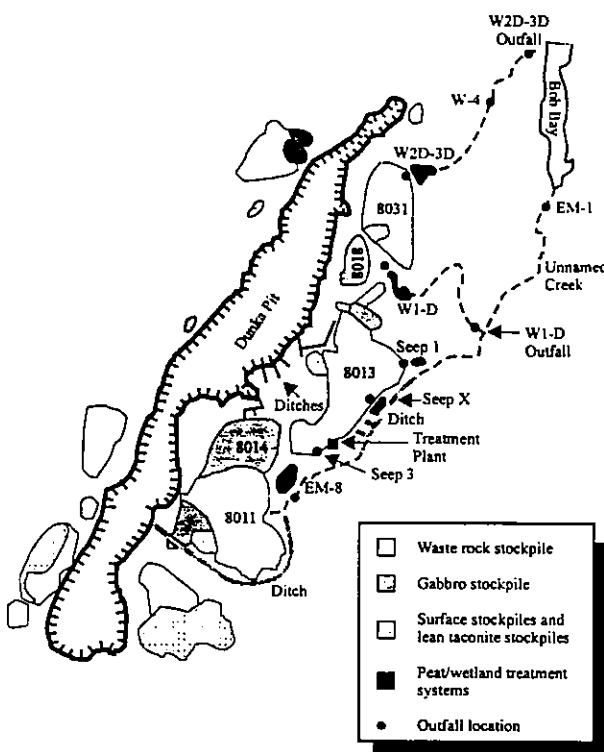 W2D-3D
Outfall
Bob Bay
W-4
W2D-3D
8031
EM-1
8018
Unnamed
Creek
Dunka Pit
W1-D
W1-D
Outfall
Seep 1
8013
Seep X
Ditches
Ditch
Treatment
Plant
8014
Seep 3
EM-8
8011
Ditch
Waste rock stockpile
Gabbro stockpile
Surface stockpiles and
lean taconite stockpiles
Peat/wetland treatment
systems
Outfall location